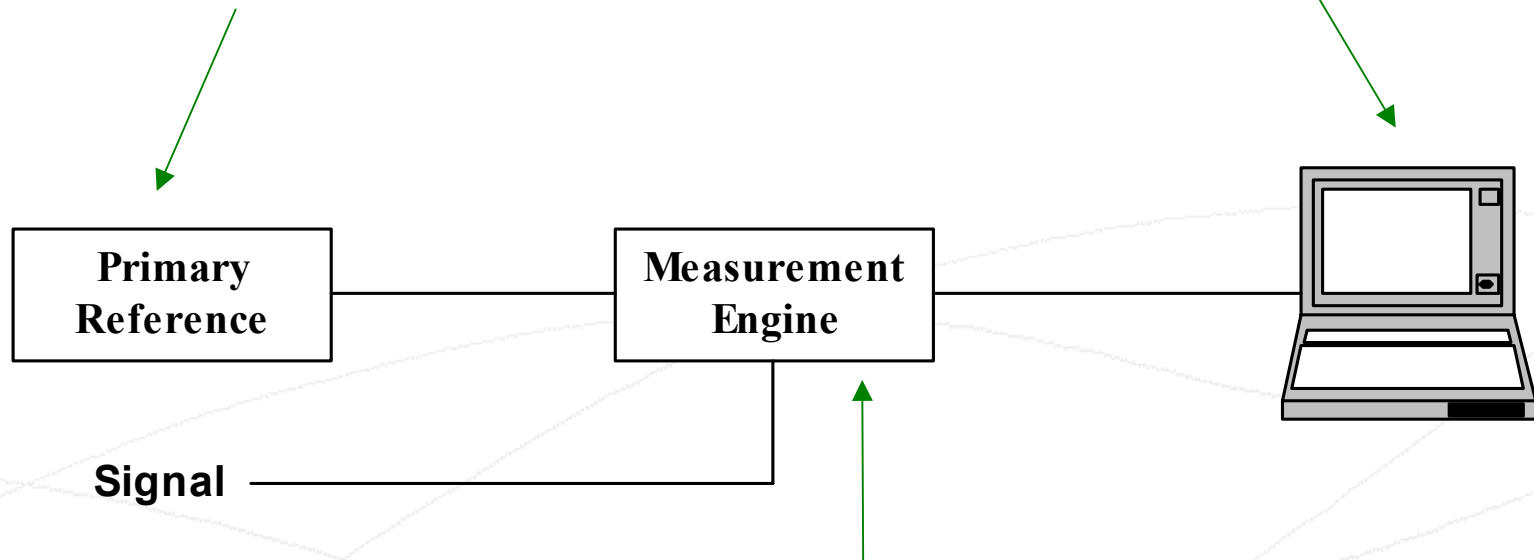 Primary
Reference
Measurement
Engine
Signal